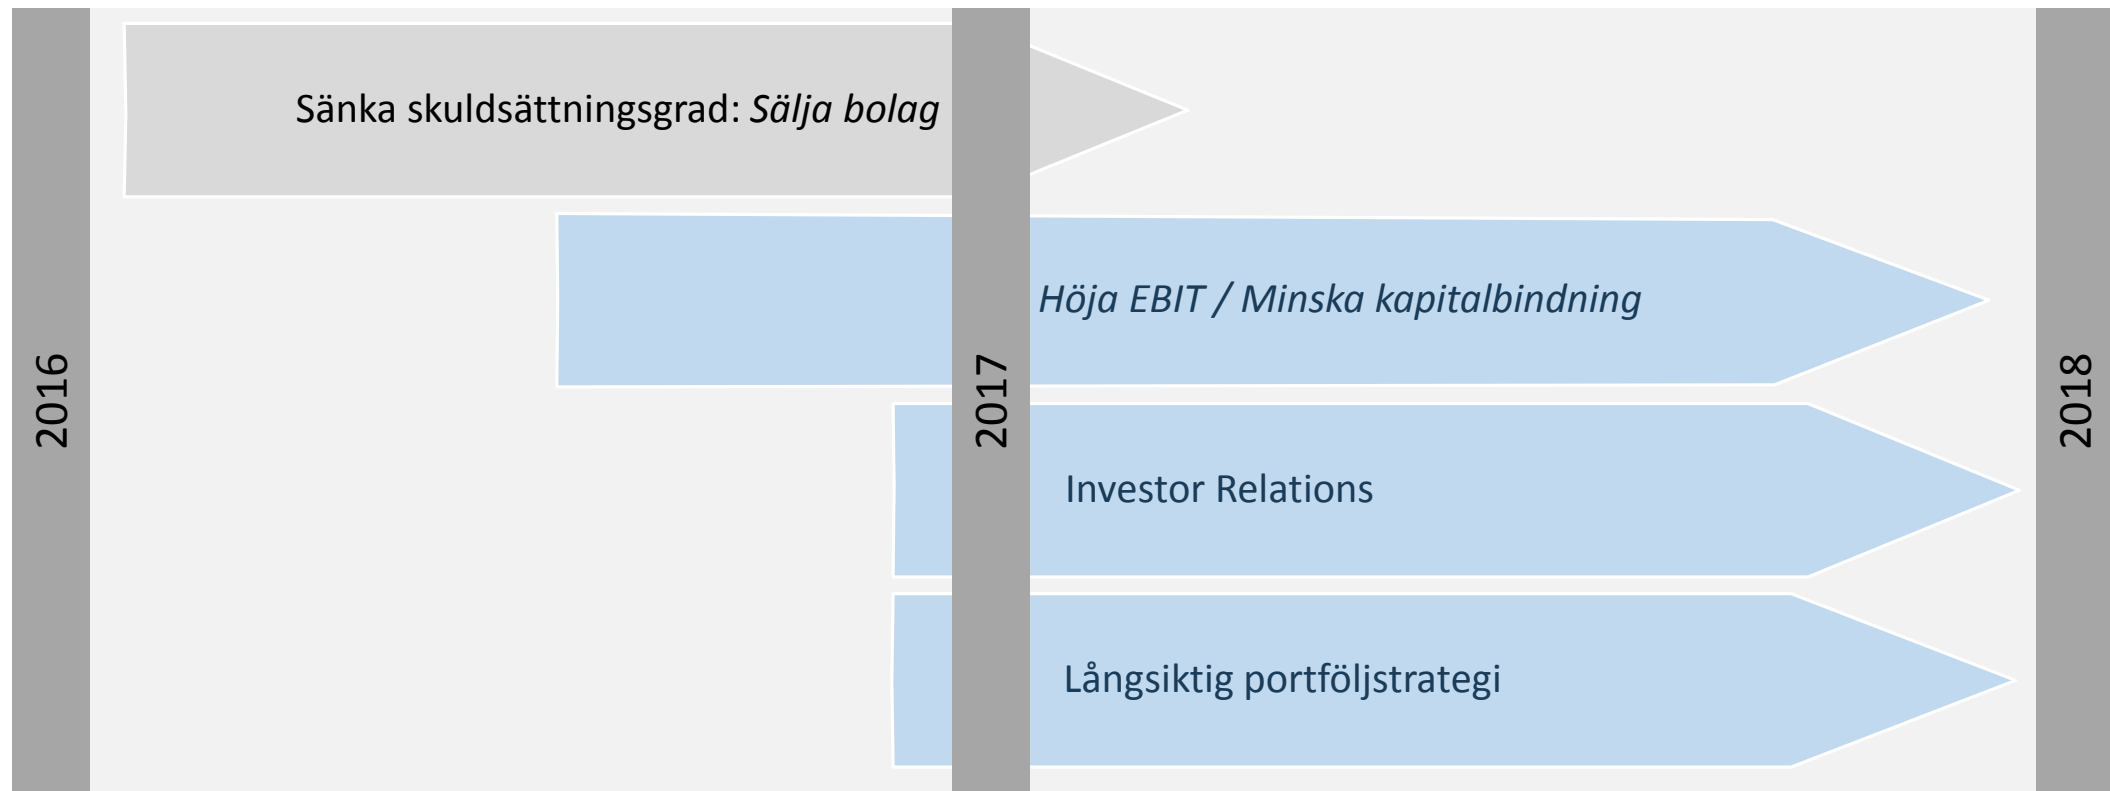 2016
Sänka skuldsättningsgrad: Sälja bolag
2017
Höja EBIT / Minska kapitalbindning
Investor Relations
Långsiktig portföljstrategi
2018